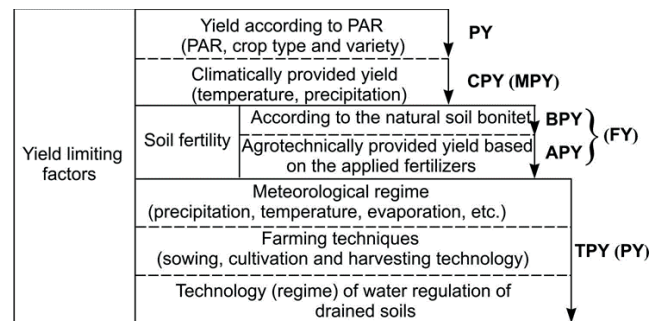 Yield according to PAR
(PAR, crop type and variety)
PY
Climatically provided yield
(temperature, precipitation)
CPY (MPY)
Yield limiting
factors
Soil fertility
According to the natural soil bonitet
BPY
Agrotechnically provided yield based
on the applied fertilizers
APY
(FY)
Meteorological regime
(precipitation, temperature, evaporation, etc.)
Farming techniques
(sowing, cultivation and harvesting technology)
TPY (PY)
Technology (regime) of water regulation of
drained soils